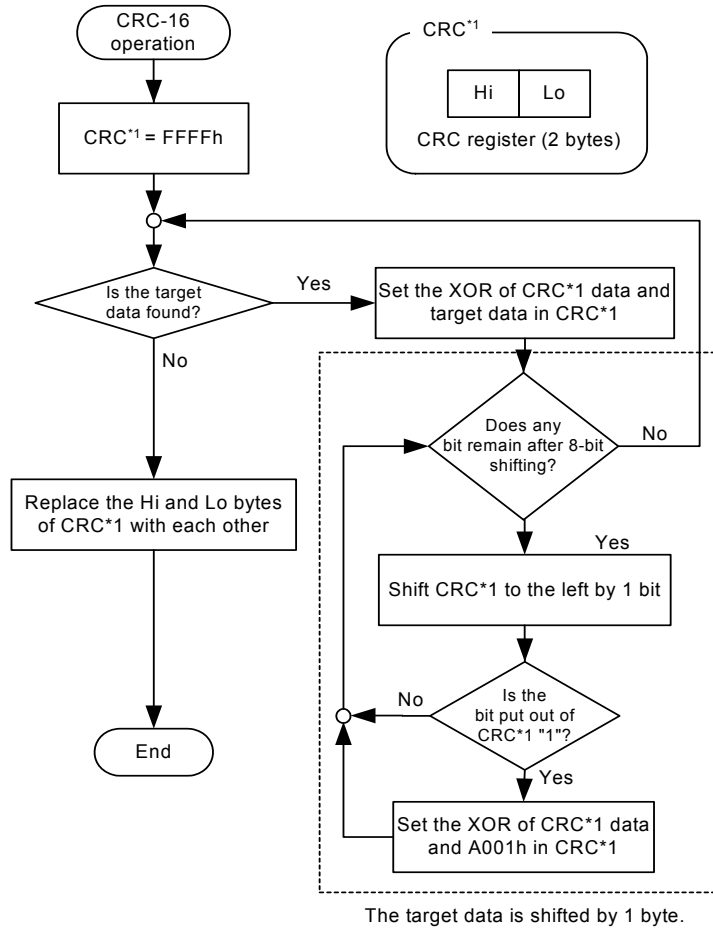 CRC-16
operation
CRC*1
Hi
Lo
CRC register (2 bytes)
CRC*1 = FFFFh
Is the target
data found?
Yes
Set the XOR of CRC*1 data and
target data in CRC*1
No
Does any
bit remain after 8-bit
shifting?
No
Replace the Hi and Lo bytes
of CRC*1 with each other
Yes
Shift CRC*1 to the left by 1 bit
Is the
bit put out of
CRC*1 "1"?
No
Yes
End
Set the XOR of CRC*1 data
and A001h in CRC*1
The target data is shifted by 1 byte.